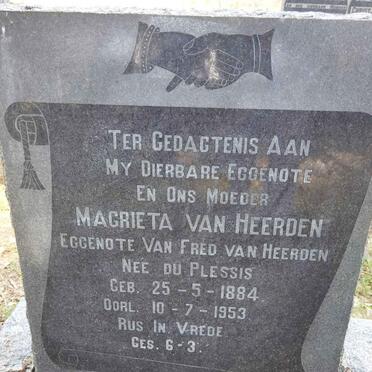 TER GEDAGTENIS AAN
MY DIERBARE EGGENOTE
EN ONS MOEDER
MAGRIETA VAN HEERDEN
EGGENOTE VAN FRED VAN HEERDEN
NEE DU PLESSIS
GEB. 25-5-1884
OORL. 10-7-1953
RUS IN VREDE
GES. 6-3.